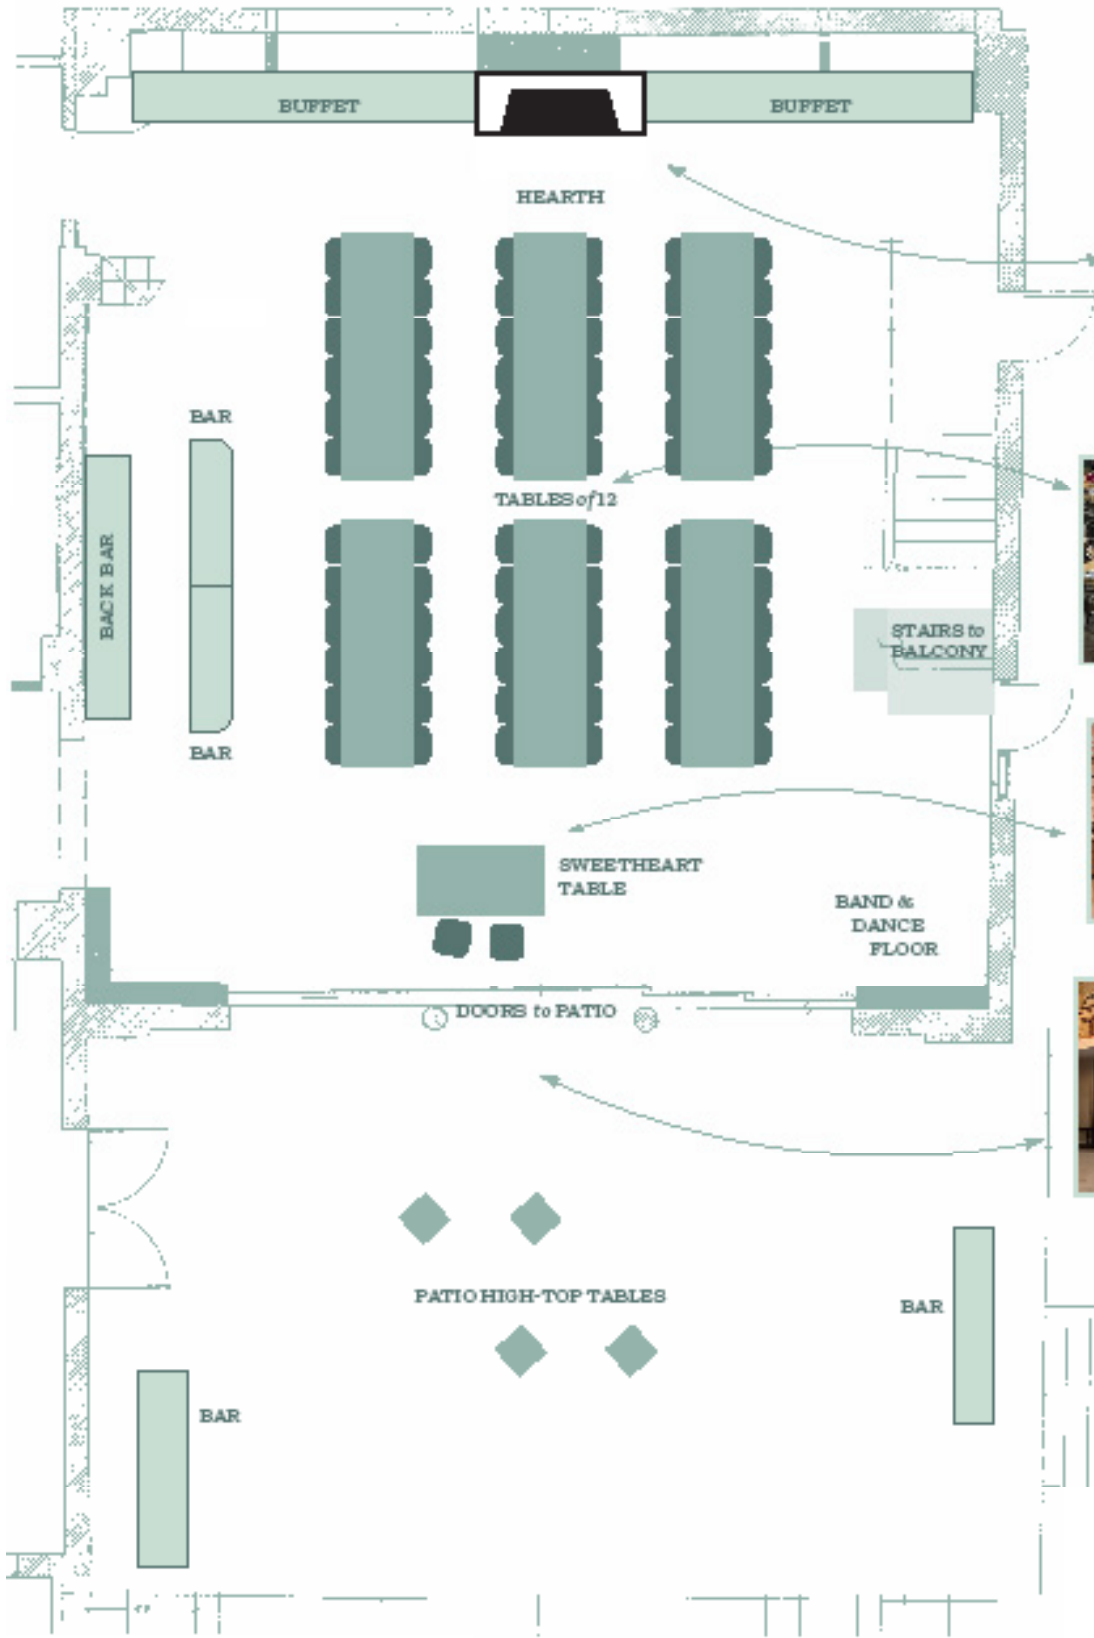 BUFFET
BUFFET
HEARTH
BAR
TABLES of 12
BACK BAR
STAIRS to
BALCONY
BAR
SWEETHEART
TABLE
BAND &
DANCE
FLOOR
DOORS to PATIO
PATIO HIGH-TOP TABLES
BAR
BAR